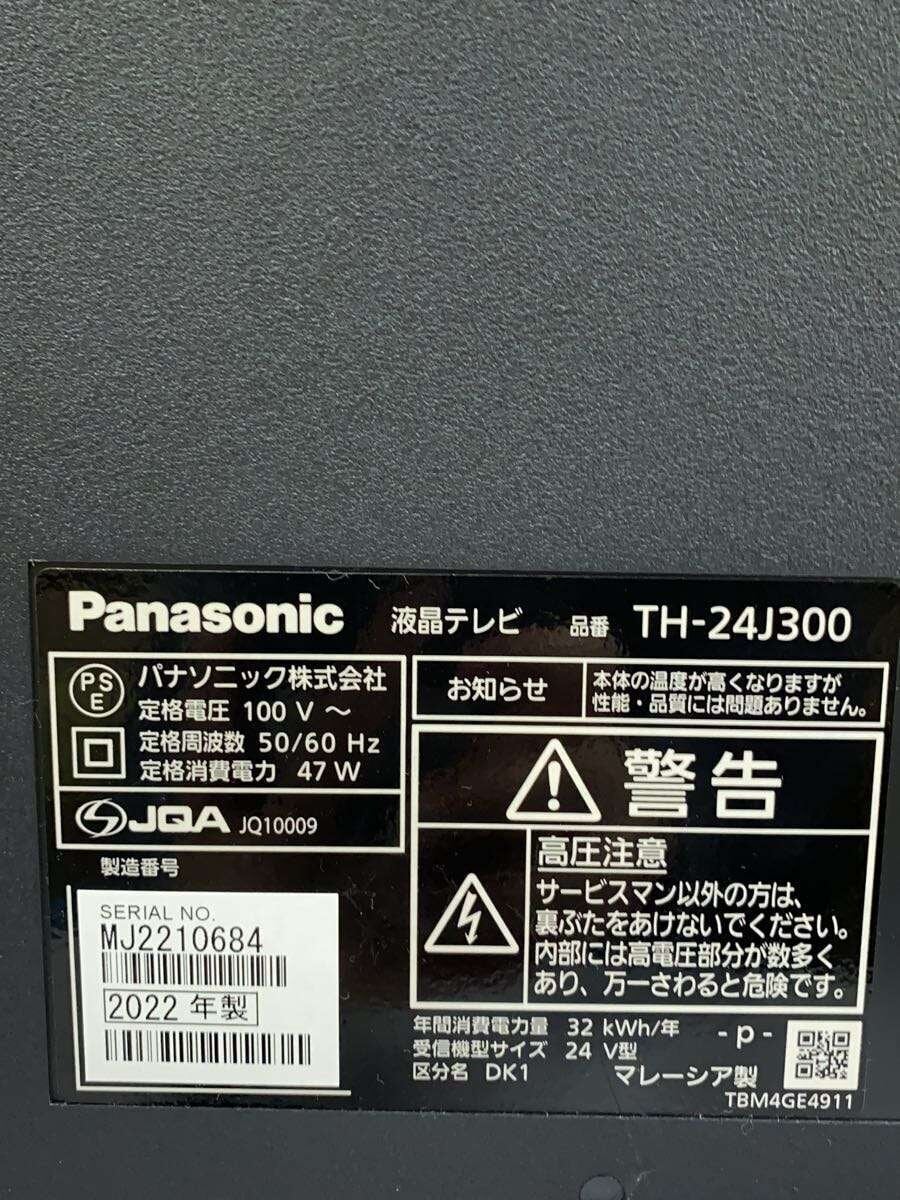 Panasonic 液晶テレビ 品番 TH-24J300
PS
E
パナソニック株式会社
定格電圧 100 V ～
定格周波数 50/60 Hz
定格消費電力 47 W
JQA JQ10009
製造番号
SERIAL NO.
MJ2210684
2022 年製
お知らせ
本体の温度が高くなりますが
性能・品質には問題ありません。
警告
高圧注意
サービスマン以外の方は、
裏ぶたをあけないでください。
内部には高電圧部分が数多く
あり、万一さわると危険です。
年間消費電力量 32 kWh/年 -p-
受信機型サイズ 24 V型
区分名 DK1 マレーシア製
TBM4GE4911